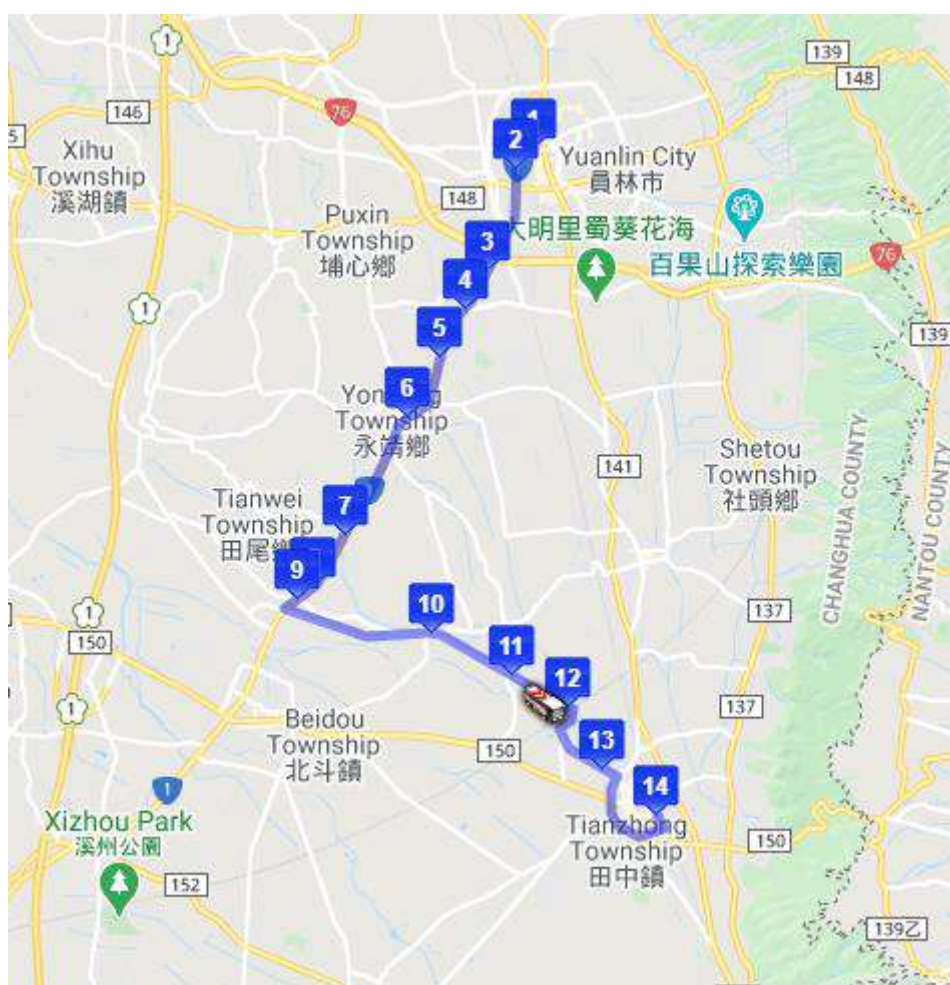 1
139
148
146
76
1
2
5
Xihu
Township
溪湖鎮
Yuanlin City
員林市
148
Puxin
Township
埔心鄉
3
大明里蜀葵花海
百果山探索樂園
76
4
1
5
139
6
Township
永靖鄉
141
Shetou
Township
社頭鄉
CHANGHUA COUNTY
NANTOU COUNTY
Tianwei
Township
田尾鄉
7
9
10
137
1
150
11
12
137
1
Beidou
Township
北斗鎮
150
13
14
1
Xizhou Park
溪州公園
Tianzhong
Township
田中鎮
150
152
139乙